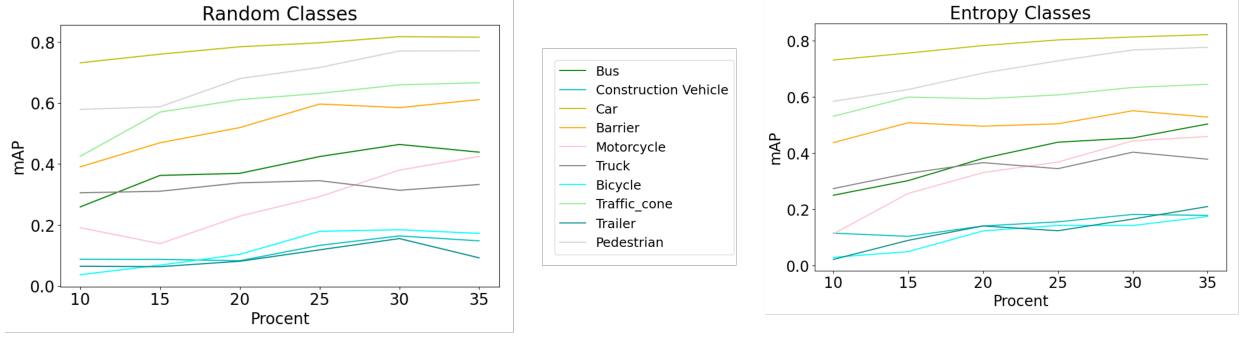 Random Classes
0.8
0.6
0.4
0.2
0.0
mAP
10 15 20 25 30 35
Procent
Bus
Construction Vehicle
Car
Barrier
Motorcycle
Truck
Bicycle
Traffic_cone
Trailer
Pedestrian
Entropy Classes
0.8
0.6
0.4
0.2
0.0
mAP
10 15 20 25 30 35
Procent